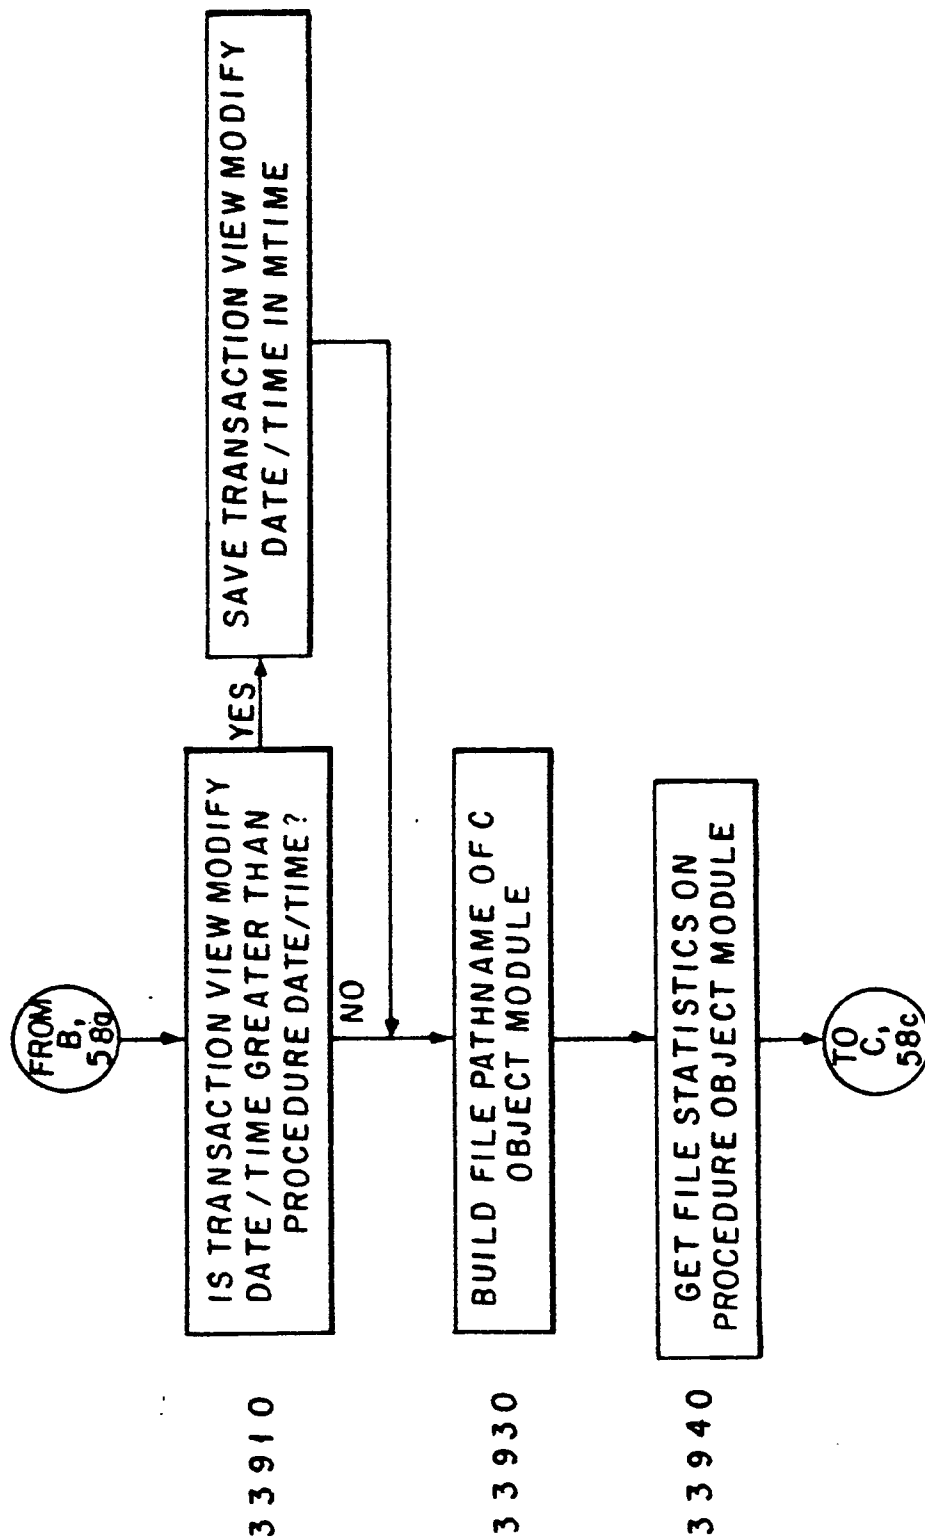 FROM
B,
58a
33910
IS TRANSACTION VIEW MODIFY
DATE/TIME GREATER THAN
PROCEDURE DATE/TIME?
YES
SAVE TRANSACTION VIEW MODIFY
DATE/TIME IN MTIME
NO
33930
BUILD FILE PATHNAME OF C
OBJECT MODULE
33940
GET FILE STATISTICS ON
PROCEDURE OBJECT MODULE
TO
C,
58c